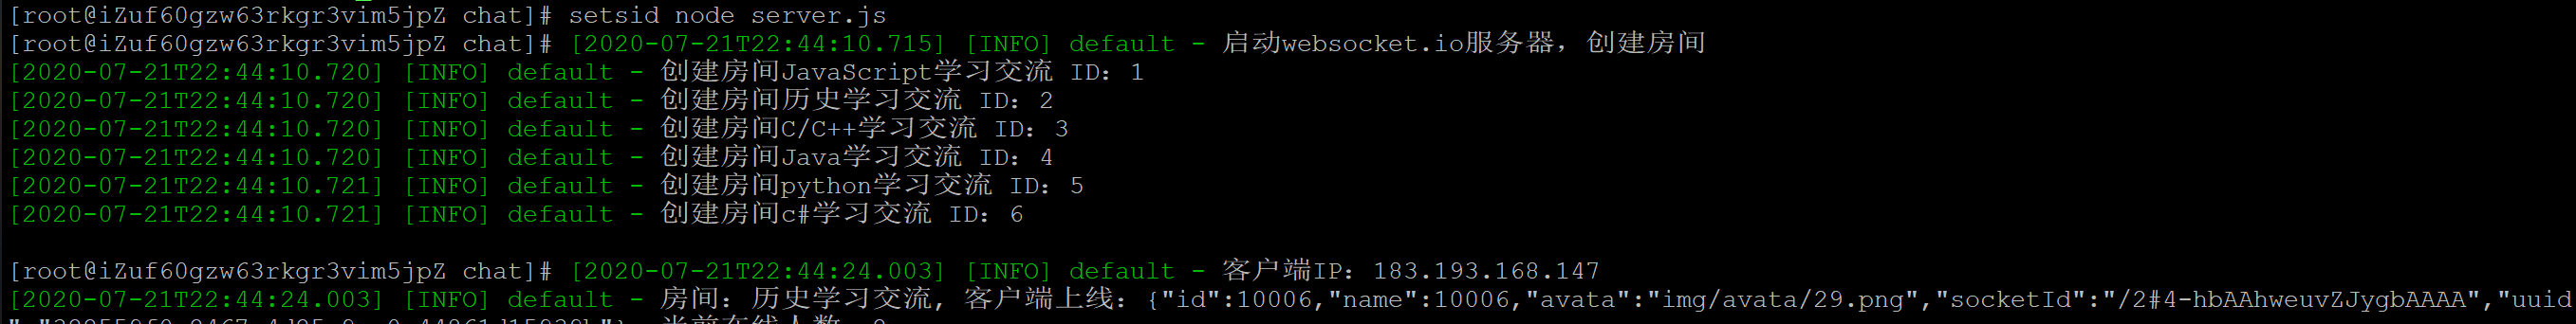 [root@iZuf60gzw63rkgr3vim5jpZ chat]# setsid node server.js
[root@iZuf60gzw63rkgr3vim5jpZ chat]# [2020-07-21T22:44:10.715] [INFO] default - 启动websocket.io服务器，创建房间
[2020-07-21T22:44:10.720] [INFO] default - 创建房间JavaScript学习交流 ID：1
[2020-07-21T22:44:10.720] [INFO] default - 创建房间历史学习交流 ID：2
[2020-07-21T22:44:10.720] [INFO] default - 创建房间C/C++学习交流 ID：3
[2020-07-21T22:44:10.720] [INFO] default - 创建房间Java学习交流 ID：4
[2020-07-21T22:44:10.721] [INFO] default - 创建房间python学习交流 ID：5
[2020-07-21T22:44:10.721] [INFO] default - 创建房间c#学习交流 ID：6
[root@iZuf60gzw63rkgr3vim5jpZ chat]# [2020-07-21T22:44:24.003] [INFO] default - 客户端IP：183.193.168.147
[2020-07-21T22:44:24.003] [INFO] default - 房间：历史学习交流, 客户端上线：{"id":10006,"name":10006,"avata":"img/avata/29.png","socketId":"/2#4-hbAAhweuvZJygbAAAA","uuid
当前在线人数